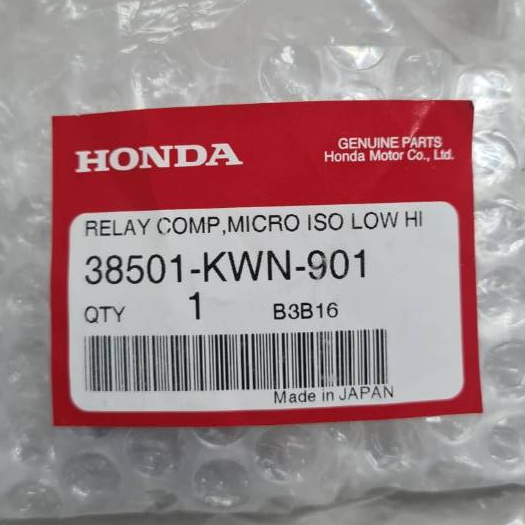 HONDA
GENUINE PARTS
Honda Motor Co., Ltd.
RELAY COMP,MICRO ISO LOW HI
38501-KWN-901
QTY 1 B3B16
Made in JAPAN